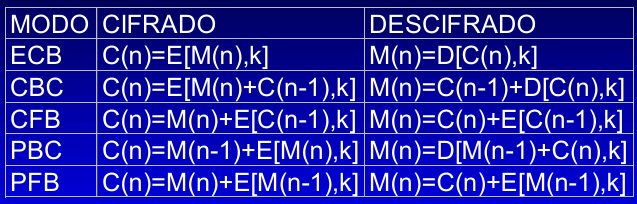 MODO CIFRADO DESCIFRADO
ECB C(n)=E[M(n),k] M(n)=D[C(n),k]
CBC C(n)=E[M(n)+C(n-1),k] M(n)=C(n-1)+D[C(n),k]
CFB C(n)=M(n)+E[C(n-1),k] M(n)=C(n)+E[C(n-1),k]
PBC C(n)=M(n-1)+E[M(n),k] M(n)=D[M(n-1)+C(n),k]
PFB C(n)=M(n)+E[M(n-1),k] M(n)=C(n)+E[M(n-1),k]